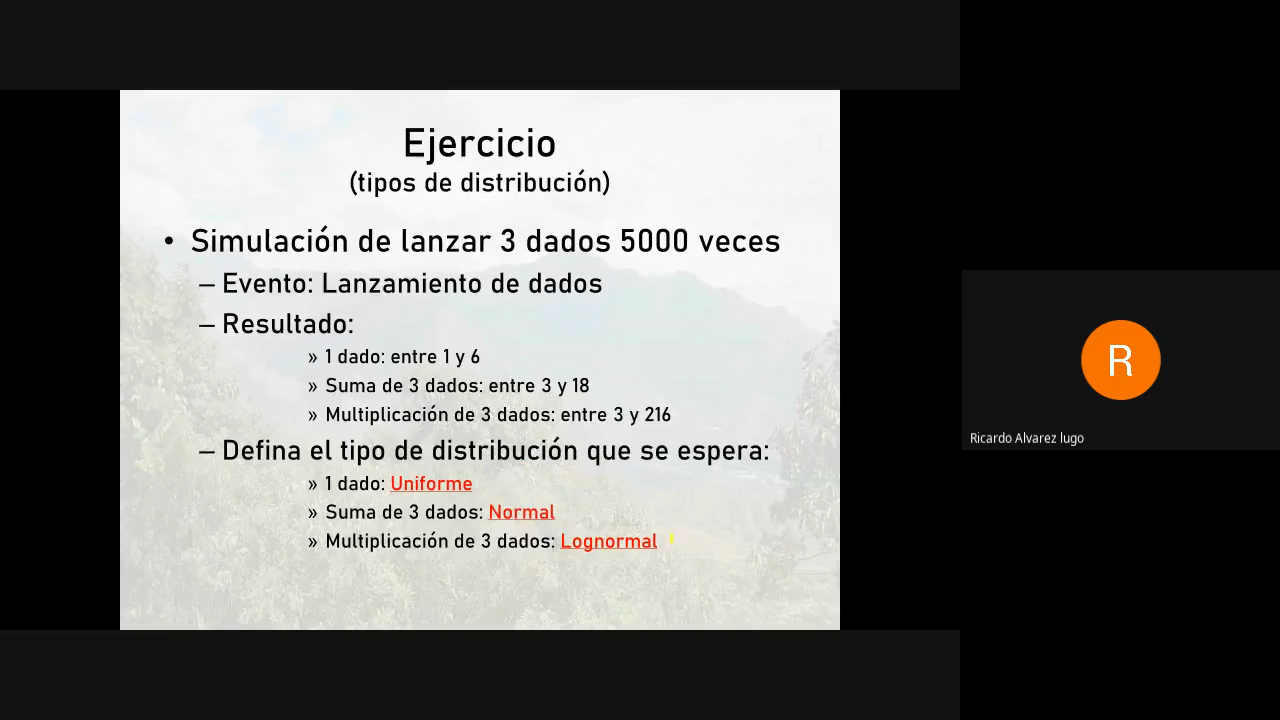 Ejercicio
(tipos de distribución)
• Simulación de lanzar 3 dados 5000 veces
– Evento: Lanzamiento de dados
– Resultado:
» 1 dado: entre 1 y 6
» Suma de 3 dados: entre 3 y 18
» Multiplicación de 3 dados: entre 3 y 216
– Defina el tipo de distribución que se espera:
» 1 dado: Uniforme
» Suma de 3 dados: Normal
» Multiplicación de 3 dados: Lognormal
R
Ricardo Alvarez lugo